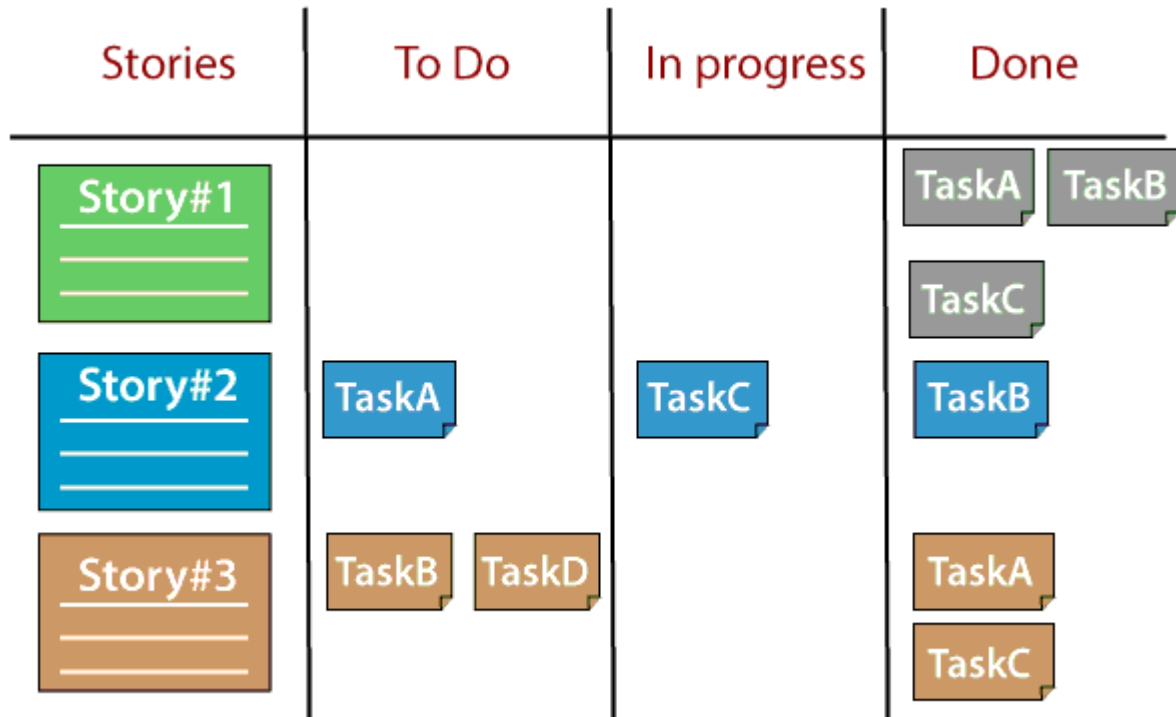 Stories To Do In progress Done
Story#1
TaskA TaskB
TaskC
Story#2 TaskA TaskC TaskB
Story#3 TaskB TaskD TaskA
TaskC